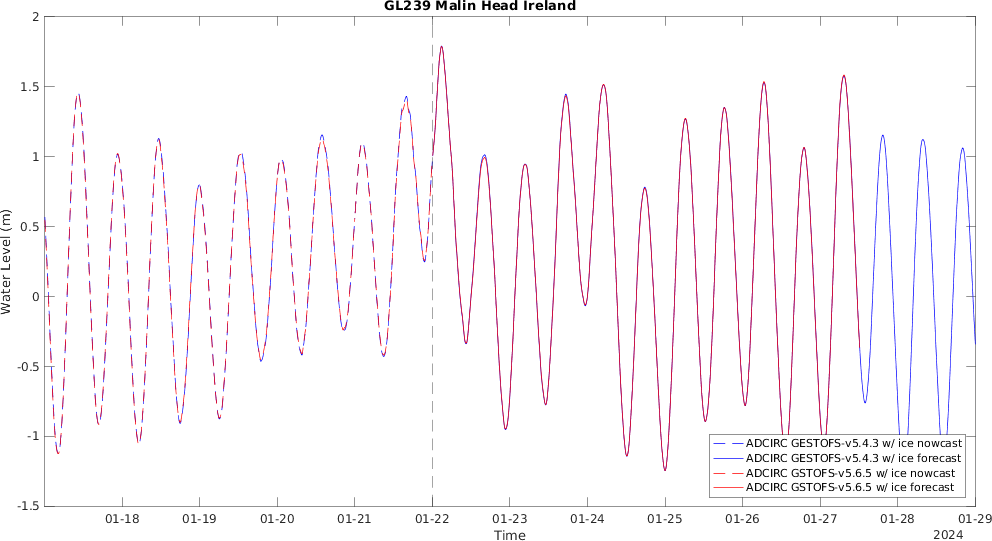 GL239 Malin Head Ireland
2
1.5
1
0.5
0
-0.5
-1
-1.5
Water Level (m)
01-18 01-19 01-20 01-21 01-22 01-23 01-24 01-25 01-26 01-27 01-28 01-29
Time
2024
ADCIRC GESTOFS-v5.4.3 w/ ice nowcast
ADCIRC GESTOFS-v5.4.3 w/ ice forecast
ADCIRC GSTOFS-v5.6.5 w/ ice nowcast
ADCIRC GSTOFS-v5.6.5 w/ ice forecast